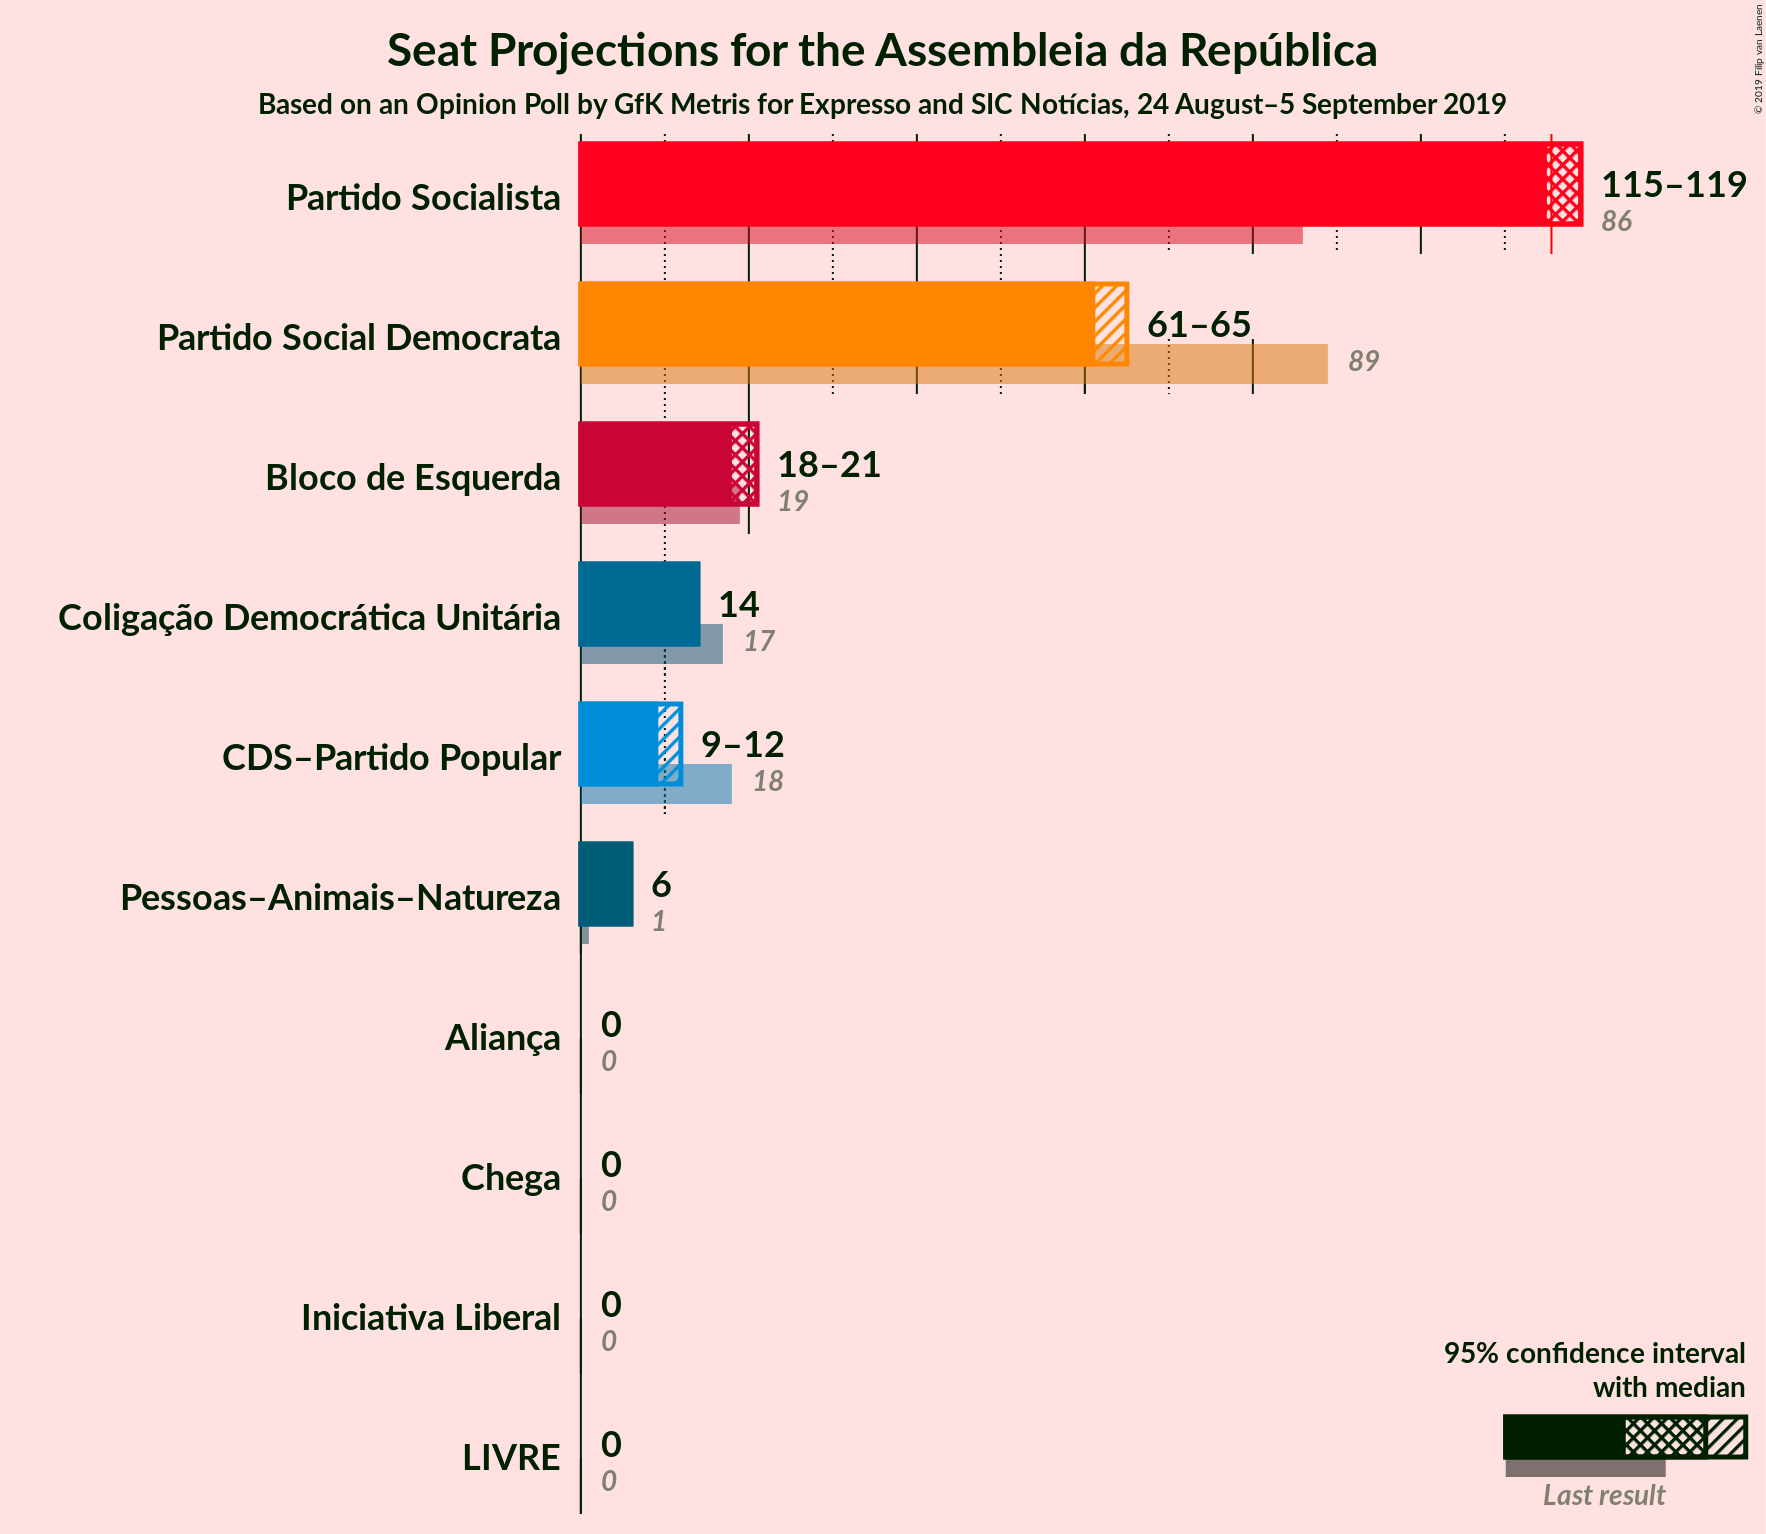 Seat Projections for the Assembleia da República
Based on an Opinion Poll by GfK Metris for Expresso and SIC Notícias, 24 August–5 September 2019
© 2019 Filip van Laenen
Partido Socialista
115–119
86
Partido Social Democrata
61–65
89
Bloco de Esquerda
18–21
19
Coligação Democrática Unitária
14
17
CDS–Partido Popular
9–12
18
Pessoas–Animais–Natureza
6
1
Aliança
0
0
Chega
0
0
Iniciativa Liberal
0
0
LIVRE
0
0
95% confidence interval
with median
Last result